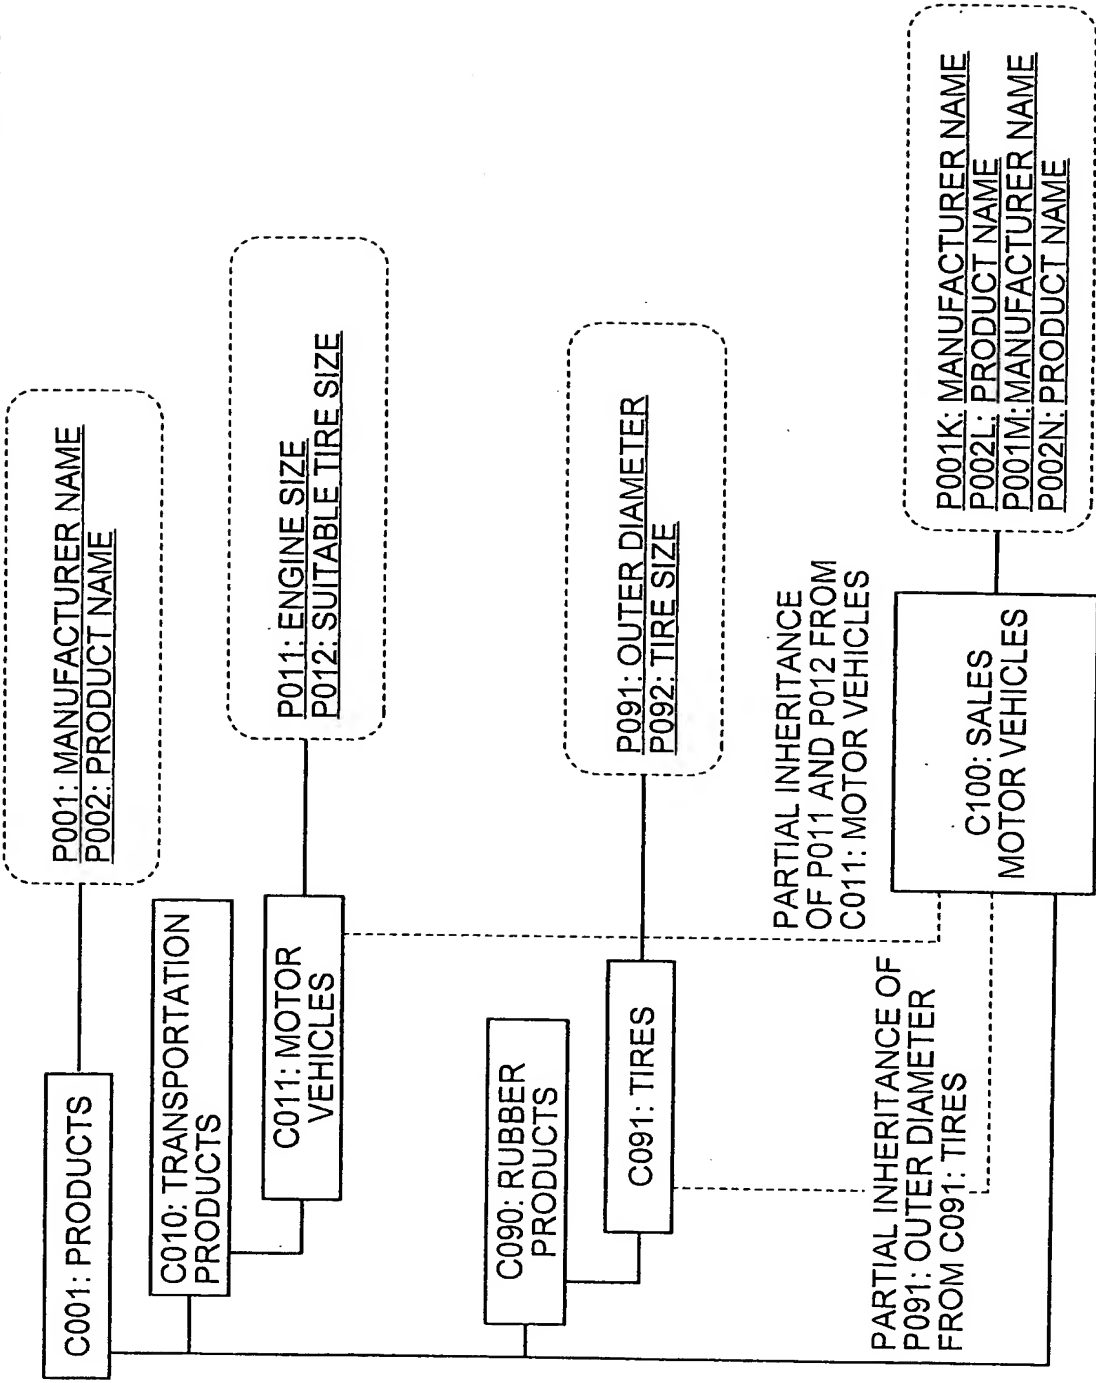 C001: PRODUCTS
P001: MANUFACTURER NAME
P002: PRODUCT NAME
C010: TRANSPORTATION
PRODUCTS
C011: MOTOR
VEHICLES
P011: ENGINE SIZE
P012: SUITABLE TIRE SIZE
C090: RUBBER
PRODUCTS
C091: TIRES
P091: OUTER DIAMETER
P092: TIRE SIZE
PARTIAL INHERITANCE
OF P011 AND P012 FROM
C011: MOTOR VEHICLES
PARTIAL INHERITANCE OF
P091: OUTER DIAMETER
FROM C091: TIRES
C100: SALES
MOTOR VEHICLES
P001K: MANUFACTURER NAME
P002L: PRODUCT NAME
P001M:MANUFACTURER NAME
P002N: PRODUCT NAME